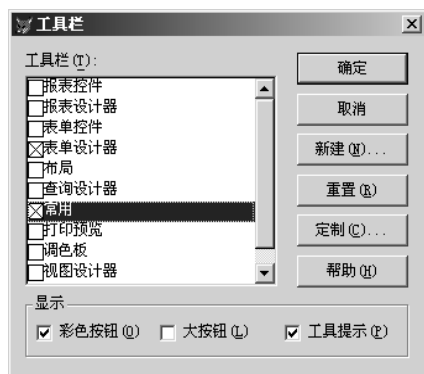 工具栏
工具栏(T):
报表控件
报表设计器
表单控件
表单设计器
布局
查询设计器
常用
打印预览
调色板
视图设计器
确定
取消
新建(N)...
重置(R)
定制(C)...
帮助(H)
显示
彩色按钮(O) 大按钮(L) 工具提示(P)